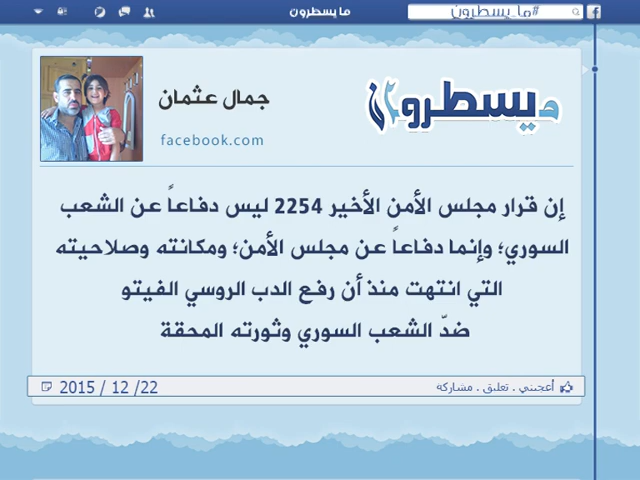 ما يسطرون
#ما_يسطرون
جمال عثمان
ما يسطرون
facebook.com
إن قرار مجلس الأمن الأخير 2254 ليس دفاعاً عن الشعب
السوري؛ وإنما دفاعاً عن مجلس الأمن؛ ومكانته وصلاحيته
التي انتهت منذ أن رفع الدب الروسي الفيتو
ضدّ الشعب السوري وثورته المحقة
أعجبني . تعليق . مشاركه
2015 / 12 /22